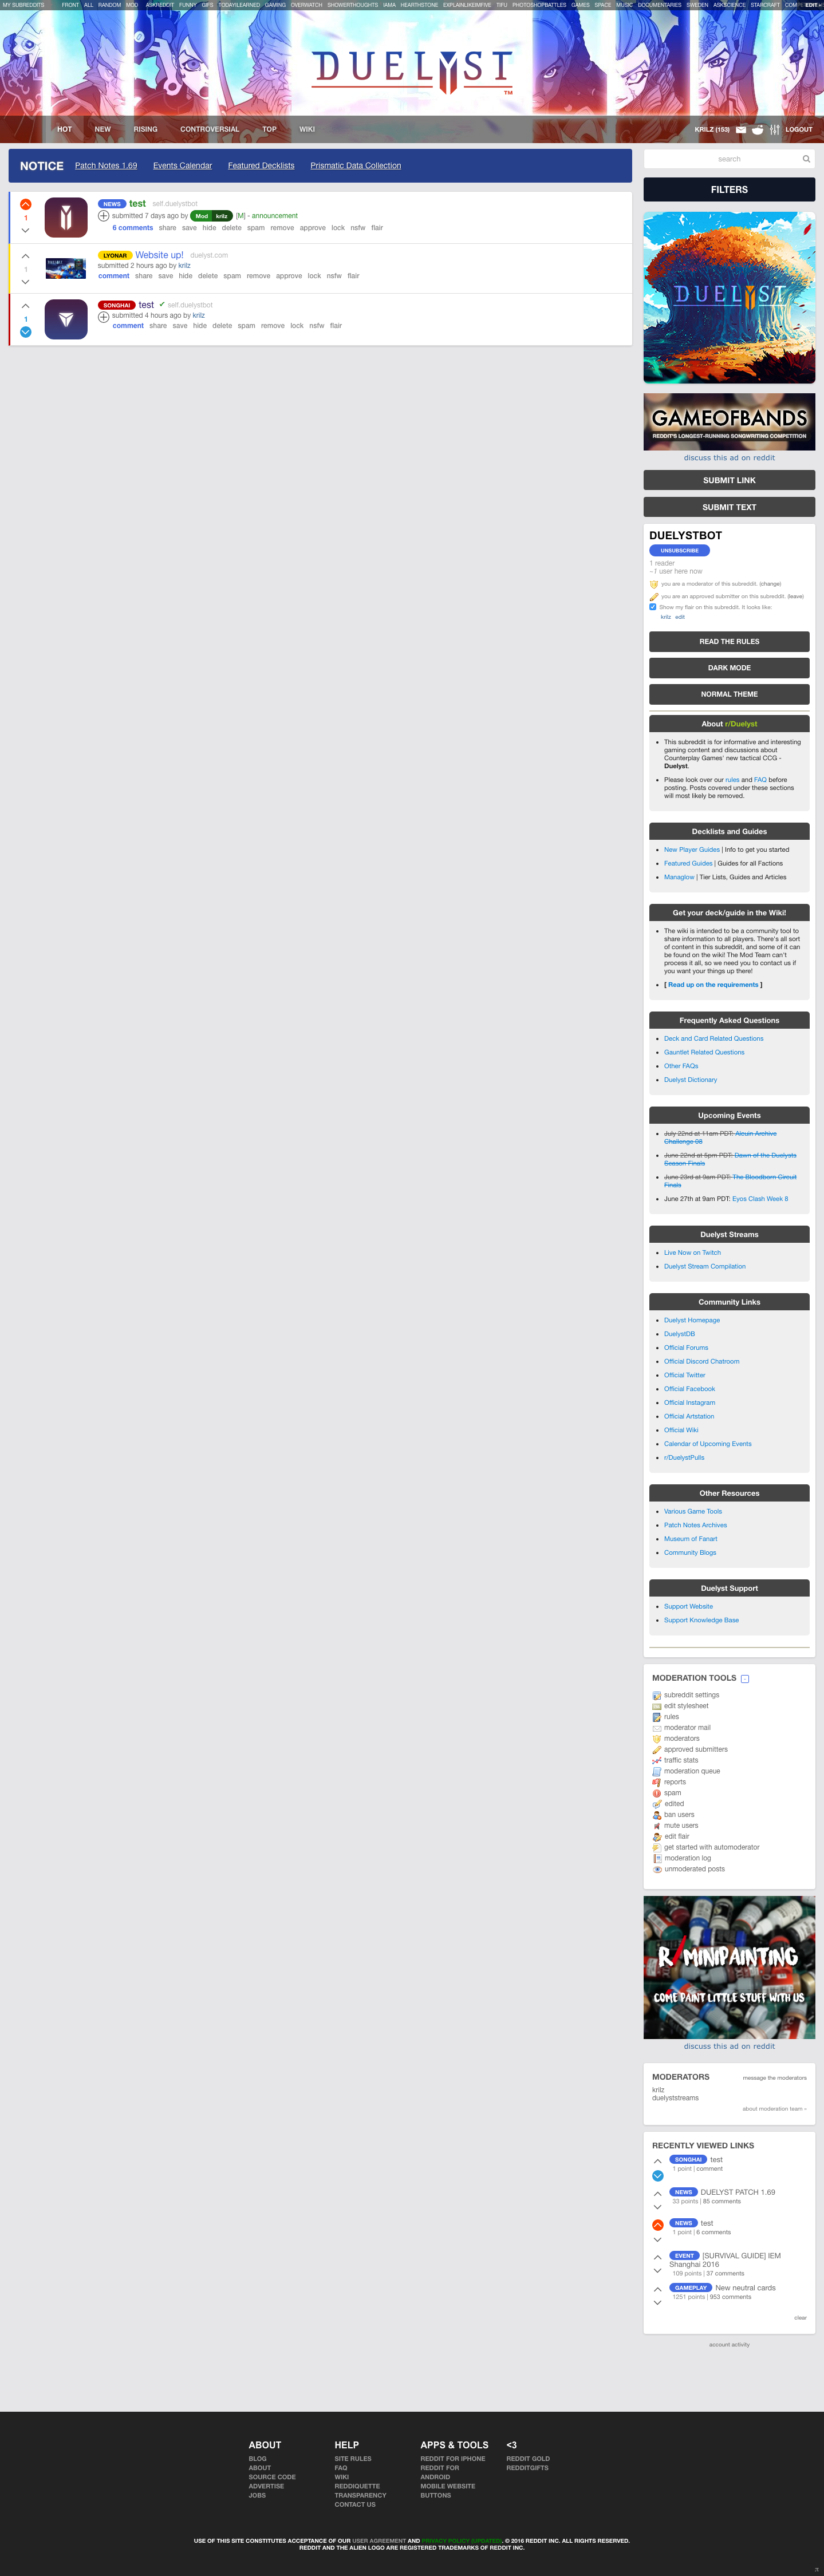 MY SUBREDDITS FRONT ALL RANDOM MOD ASKREDDIT FUNNY GIFS TODAYILEARNED GAMING OVERWATCH SHOWERTHOUGHTS IAMA HEARTHSTONE EXPLAINLIKEIMFIVE TIFU PHOTOSHOPBATTLES GAMES SPACE MUSIC DOCUMENTARIES SWEDEN ASKSCIENCE STARCRAFT EDIT »
DUELYST TM
HOT NEW RISING CONTROVERSIAL TOP WIKI
KRILZ (153) LOGOUT
NOTICE Patch Notes 1.69 Events Calendar Featured Decklists Prismatic Data Collection
1
NEWS test self.duelystbot
submitted 7 days ago by Mod krilz [M] - announcement
6 comments share save hide delete spam remove approve lock nsfw flair
1
LYONAR Website up! duelyst.com
submitted 2 hours ago by krilz
comment share save hide delete spam remove approve lock nsfw flair
1
SONGHAI test ✔ self.duelystbot
submitted 4 hours ago by krilz
comment share save hide delete spam remove lock nsfw flair
search
FILTERS
DUELYST
GAMEOFBANDS
REDDIT'S LONGEST-RUNNING SONGWRITING COMPETITION
discuss this ad on reddit
SUBMIT LINK
SUBMIT TEXT
DUELYSTBOT
UNSUBSCRIBE
1 reader
~1 user here now
you are a moderator of this subreddit. (change)
you are an approved submitter on this subreddit. (leave)
Show my flair on this subreddit. It looks like:
krilz edit
READ THE RULES
DARK MODE
NORMAL THEME
About r/Duelyst
This subreddit is for informative and interesting
gaming content and discussions about
Counterplay Games' new tactical CCG -
Duelyst.
Please look over our rules and FAQ before
posting. Posts covered under these sections
will most likely be removed.
Decklists and Guides
New Player Guides | Info to get you started
Featured Guides | Guides for all Factions
Managlow | Tier Lists, Guides and Articles
Get your deck/guide in the Wiki!
The wiki is intended to be a community tool to
share information to all players. There's all sort
of content in this subreddit, and some of it can
be found on the wiki! The Mod Team can't
process it all, so we need you to contact us if
you want your things up there!
[ Read up on the requirements ]
Frequently Asked Questions
Deck and Card Related Questions
Gauntlet Related Questions
Other FAQs
Duelyst Dictionary
Upcoming Events
July 22nd at 11am PDT: Alcuin Archive
Challenge 08
June 22nd at 5pm PDT: Dawn of the Duelysts
Season Finals
June 23rd at 9am PDT: The Bloodborn Circuit
Finals
June 27th at 9am PDT: Eyos Clash Week 8
Duelyst Streams
Live Now on Twitch
Duelyst Stream Compilation
Community Links
Duelyst Homepage
DuelystDB
Official Forums
Official Discord Chatroom
Official Twitter
Official Facebook
Official Instagram
Official Artstation
Official Wiki
Calendar of Upcoming Events
r/DuelystPulls
Other Resources
Various Game Tools
Patch Notes Archives
Museum of Fanart
Community Blogs
Duelyst Support
Support Website
Support Knowledge Base
MODERATION TOOLS -
subreddit settings
edit stylesheet
rules
moderator mail
moderators
approved submitters
traffic stats
moderation queue
reports
spam
edited
ban users
mute users
edit flair
get started with automoderator
moderation log
unmoderated posts
R/MINIPAINTING
COME PAINT LITTLE STUFF WITH US
discuss this ad on reddit
MODERATORS message the moderators
krilz
duelyststreams
about moderation team »
RECENTLY VIEWED LINKS
SONGHAI test
1 point | comment
NEWS DUELYST PATCH 1.69
33 points | 85 comments
NEWS test
1 point | 6 comments
EVENT [SURVIVAL GUIDE] IEM
Shanghai 2016
109 points | 37 comments
GAMEPLAY New neutral cards
1251 points | 953 comments
clear
account activity
ABOUT
BLOG
ABOUT
SOURCE CODE
ADVERTISE
JOBS
HELP
SITE RULES
FAQ
WIKI
REDDIQUETTE
TRANSPARENCY
CONTACT US
APPS & TOOLS
REDDIT FOR IPHONE
REDDIT FOR
ANDROID
MOBILE WEBSITE
BUTTONS
<3
REDDIT GOLD
REDDITGIFTS
USE OF THIS SITE CONSTITUTES ACCEPTANCE OF OUR USER AGREEMENT AND PRIVACY POLICY (UPDATED). © 2016 REDDIT INC. ALL RIGHTS RESERVED.
REDDIT AND THE ALIEN LOGO ARE REGISTERED TRADEMARKS OF REDDIT INC.
π